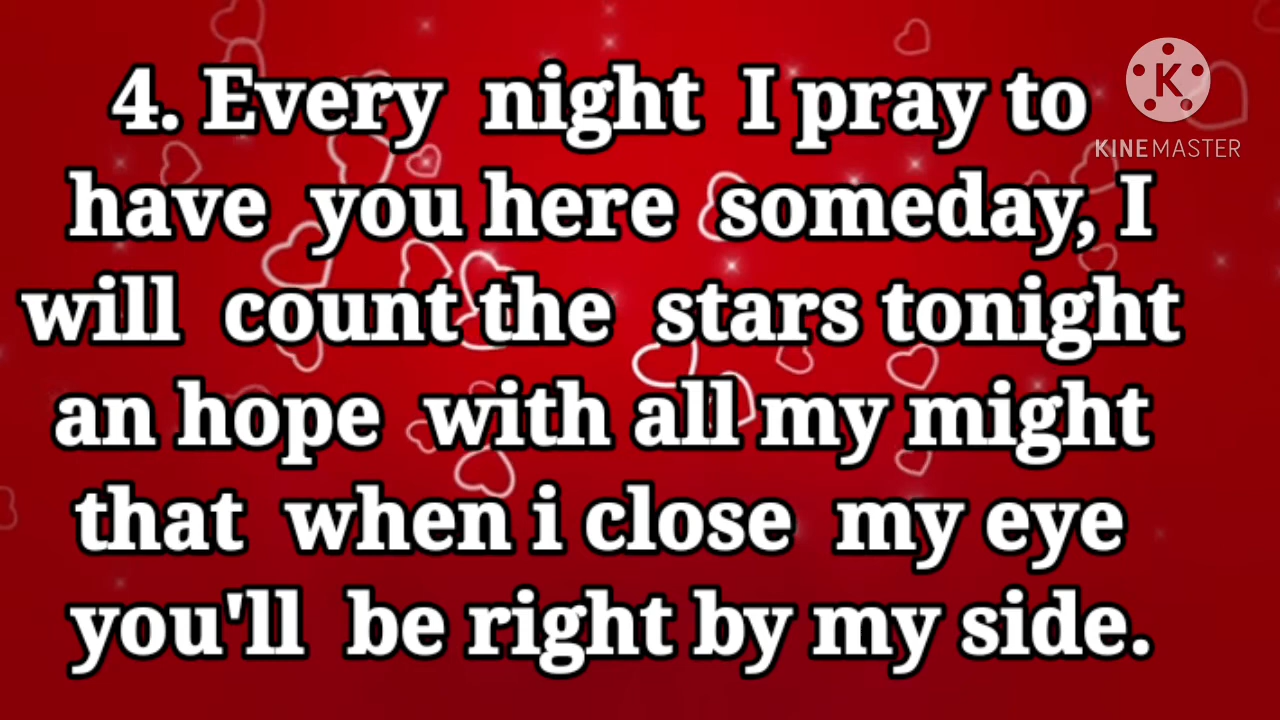 4. Every night I pray to
have you here someday, I
will count the stars tonight
an hope with all my might
that when i close my eye
you'll be right by my side.
K
KINEMASTER